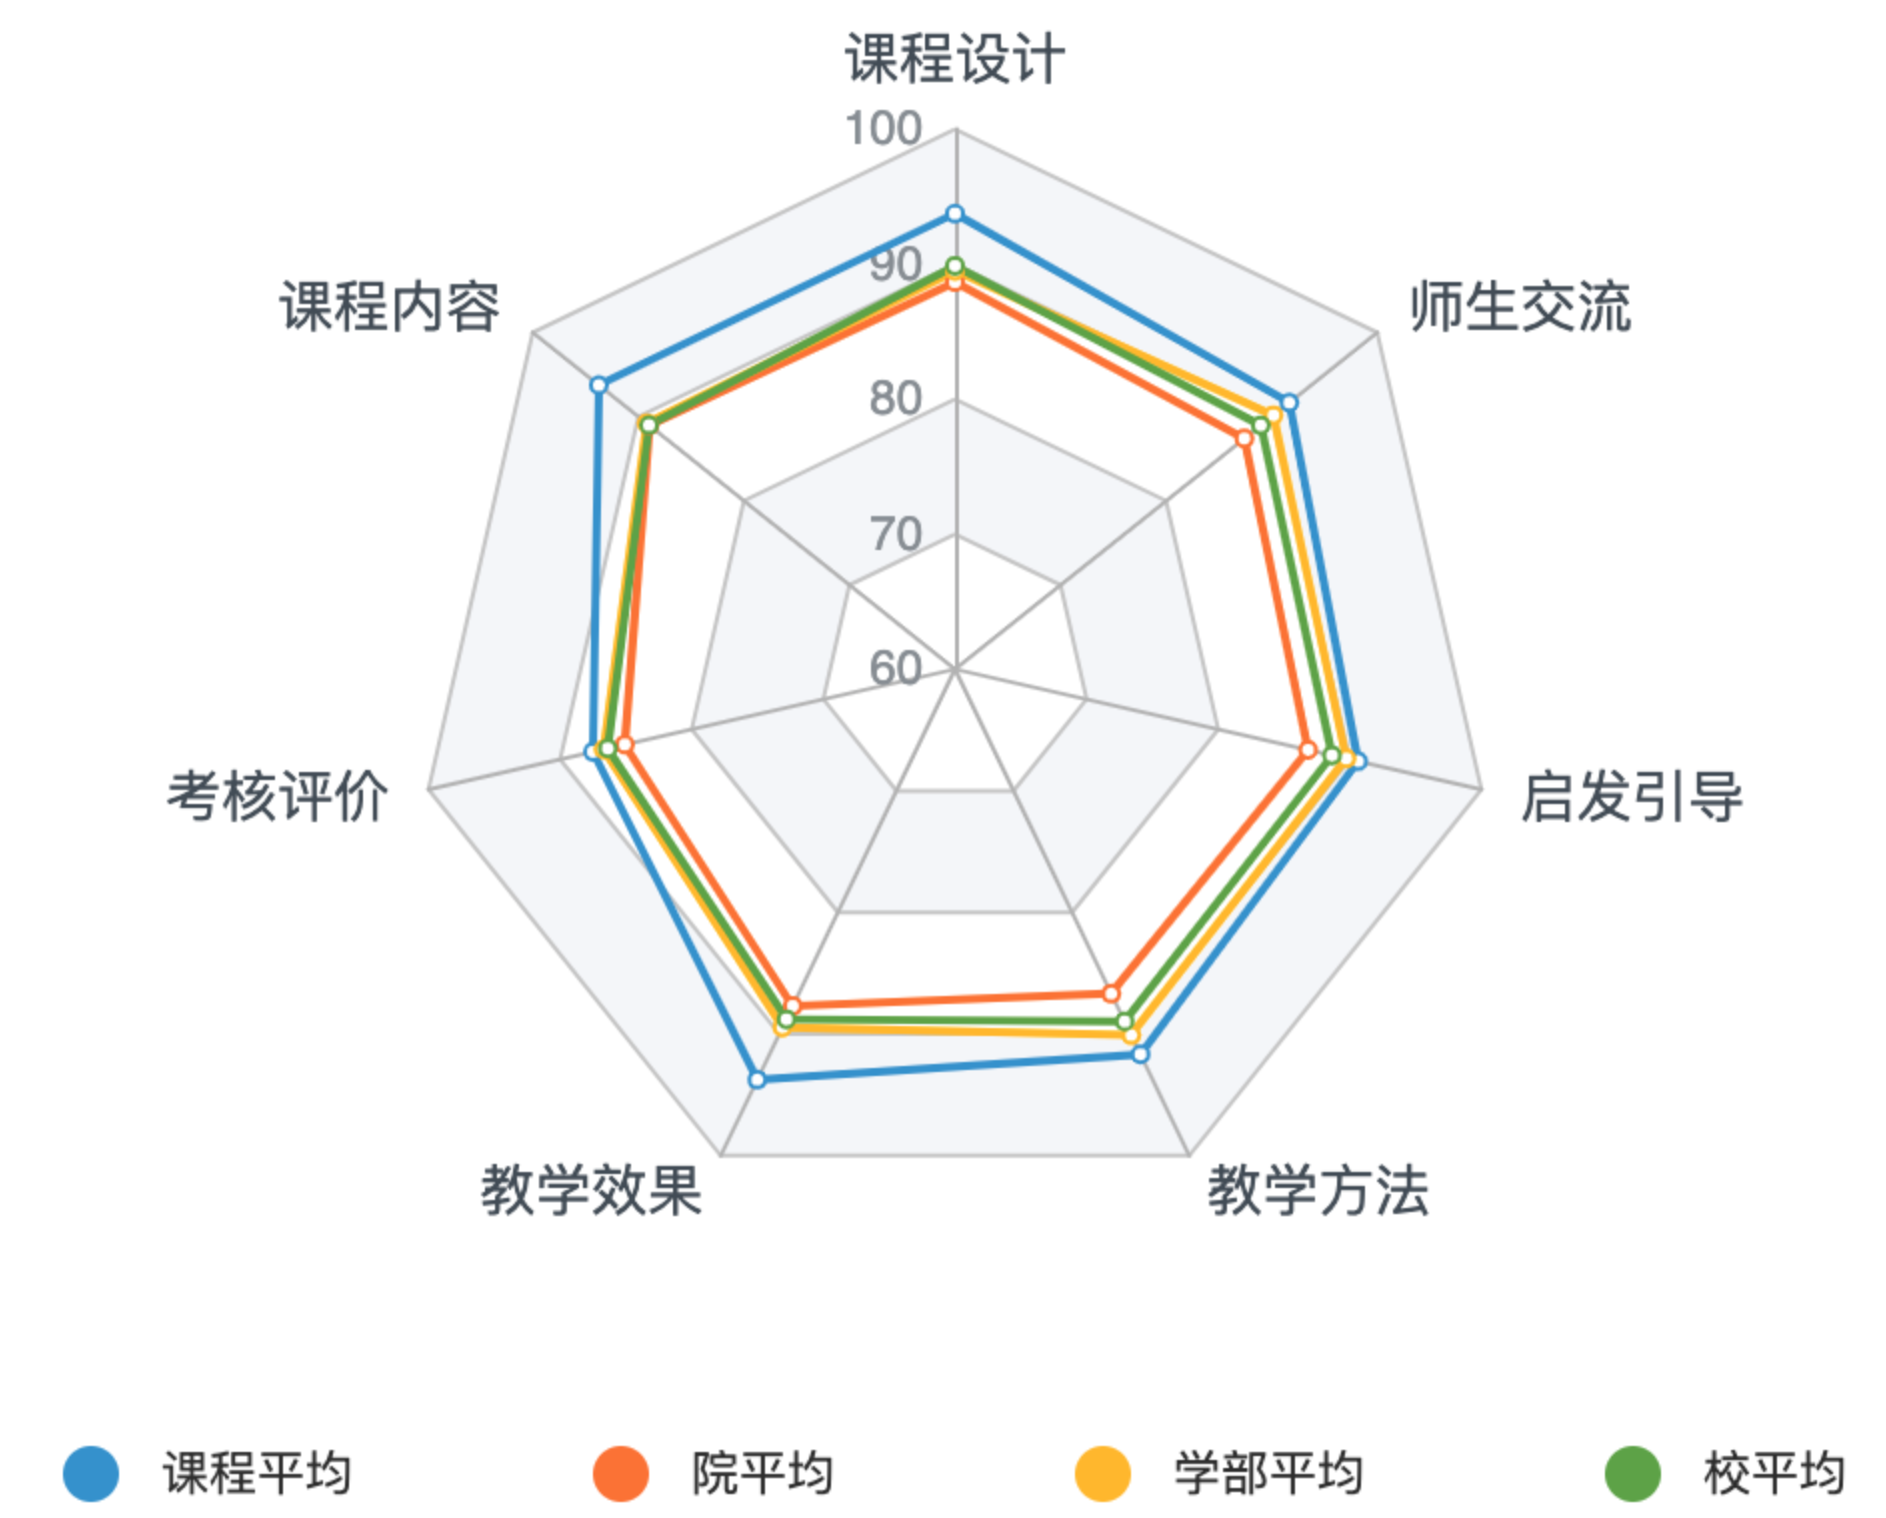 课程设计
100
90
课程内容
师生交流
80
70
60
考核评价
启发引导
教学效果
教学方法
课程平均
院平均
学部平均
校平均